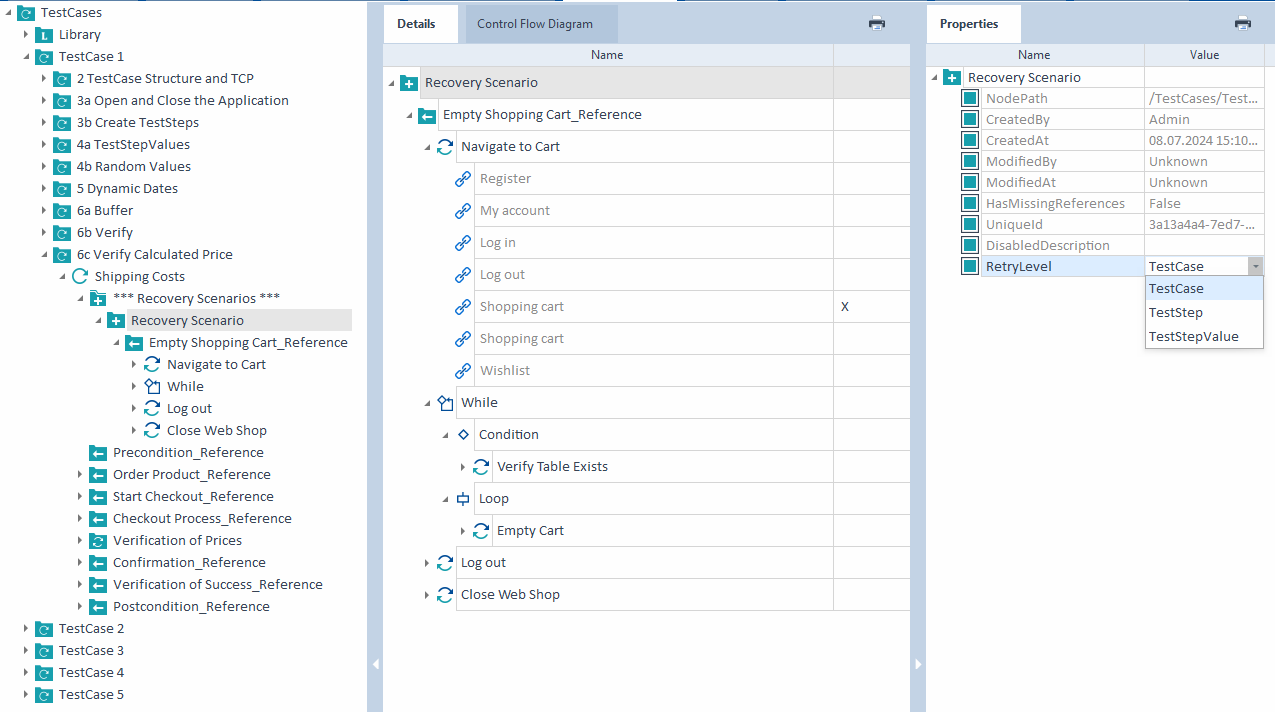 TestCases
Library
TestCase 1
2 TestCase Structure and TCP
3a Open and Close the Application
3b Create TestSteps
4a TestStepValues
4b Random Values
5 Dynamic Dates
6a Buffer
6b Verify
6c Verify Calculated Price
Shipping Costs
*** Recovery Scenarios ***
Recovery Scenario
Empty Shopping Cart_Reference
Navigate to Cart
While
Log out
Close Web Shop
Precondition_Reference
Order Product_Reference
Start Checkout_Reference
Checkout Process_Reference
Verification of Prices
Confirmation_Reference
Verification of Success_Reference
Postcondition_Reference
TestCase 2
TestCase 3
TestCase 4
TestCase 5
Details Control Flow Diagram
Name
Recovery Scenario
Empty Shopping Cart_Reference
Navigate to Cart
Register
My account
Log in
Log out
Shopping cart X
Shopping cart
Wishlist
While
Condition
Verify Table Exists
Loop
Empty Cart
Log out
Close Web Shop
Properties
Name Value
Recovery Scenario
NodePath /TestCases/Test...
CreatedBy Admin
CreatedAt 08.07.2024 15:10...
ModifiedBy Unknown
ModifiedAt Unknown
HasMissingReferences False
UniqueId 3a13a4a4-7ed7-...
DisabledDescription
RetryLevel TestCase
TestCase
TestStep
TestStepValue